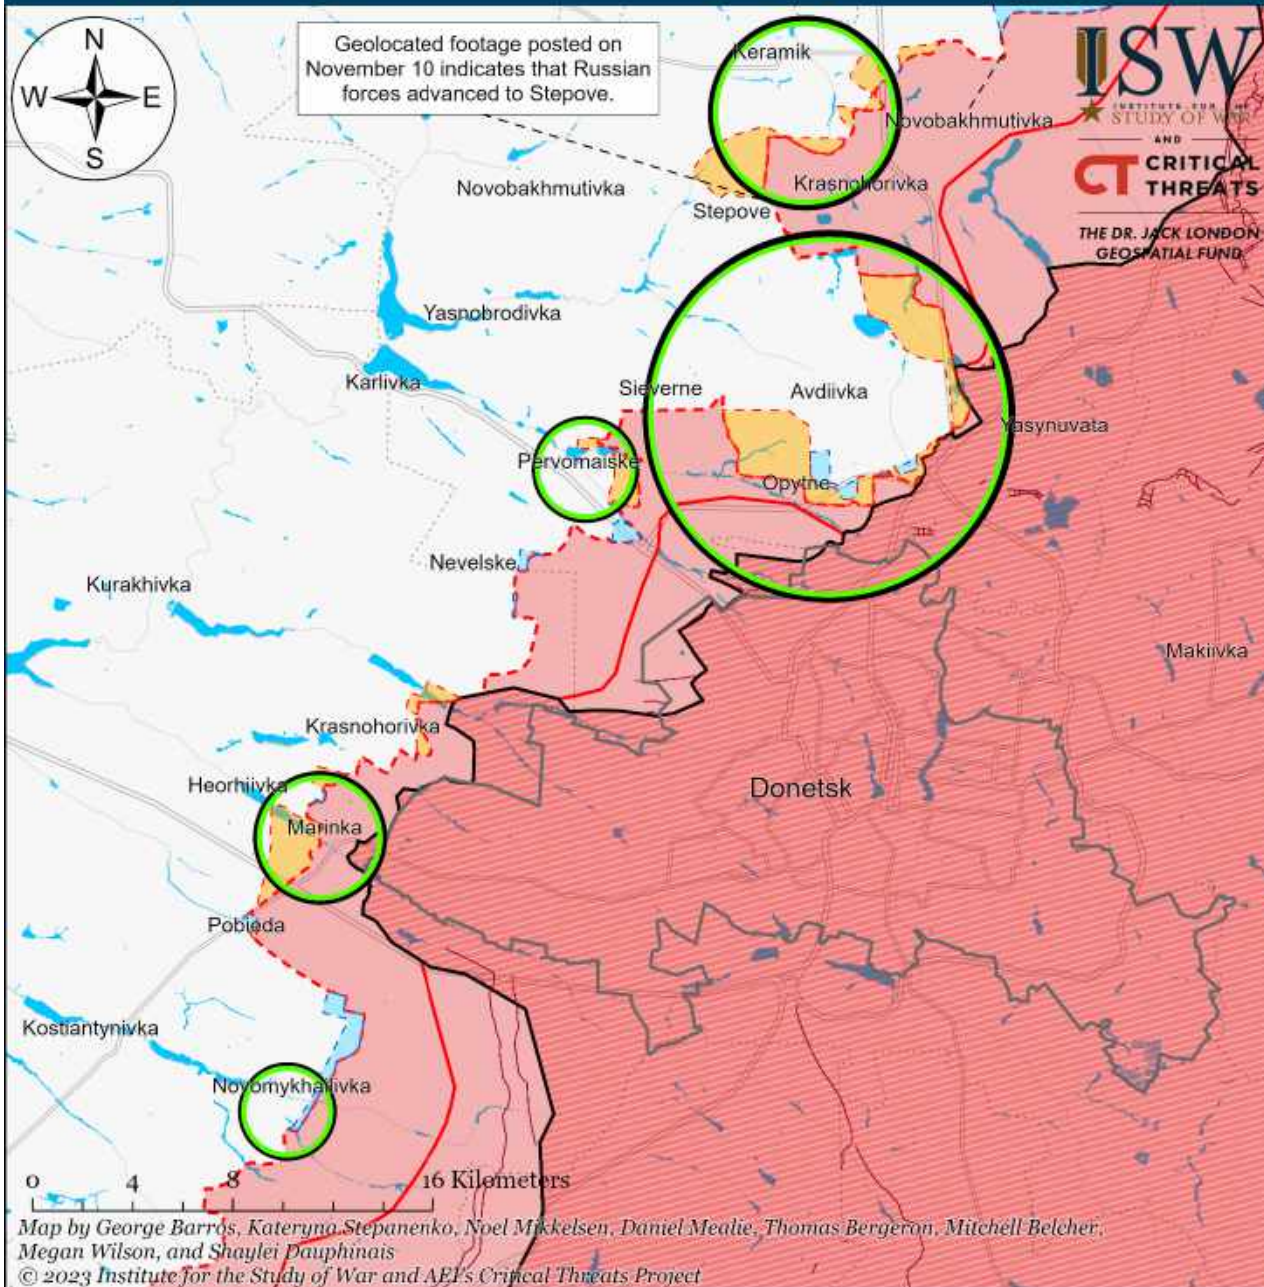 N
W
E
S
Geolocated footage posted on
November 10 indicates that Russian
forces advanced to Stepove.
Keramik
ISW
INSTITUTE FOR THE
STUDY OF WAR
AND
CT CRITICAL
THREATS
THE DR. JACK LONDON
GEOSPATIAL FUND
Novobakhmutivka
Novobakhmutivka
Krasnohorivka
Stepove
Yasnobrodivka
Karlivka
Sieverne
Avdiivka
Yasynuvata
Pervomaiske
Opytne
Nevelske
Kurakhivka
Makiivka
Krasnohorivka
Heorhiivka
Donetsk
Marinka
Pobieda
Kostiantynivka
Novomykhailivka
0 4 8 16 Kilometers
Map by George Barros, Kateryna Stepanenko, Noel Mikkelsen, Daniel Mealie, Thomas Bergeron, Mitchell Belcher,
Megan Wilson, and Shaylei Dauphinais
© 2023 Institute for the Study of War and AEI's Critical Threats Project